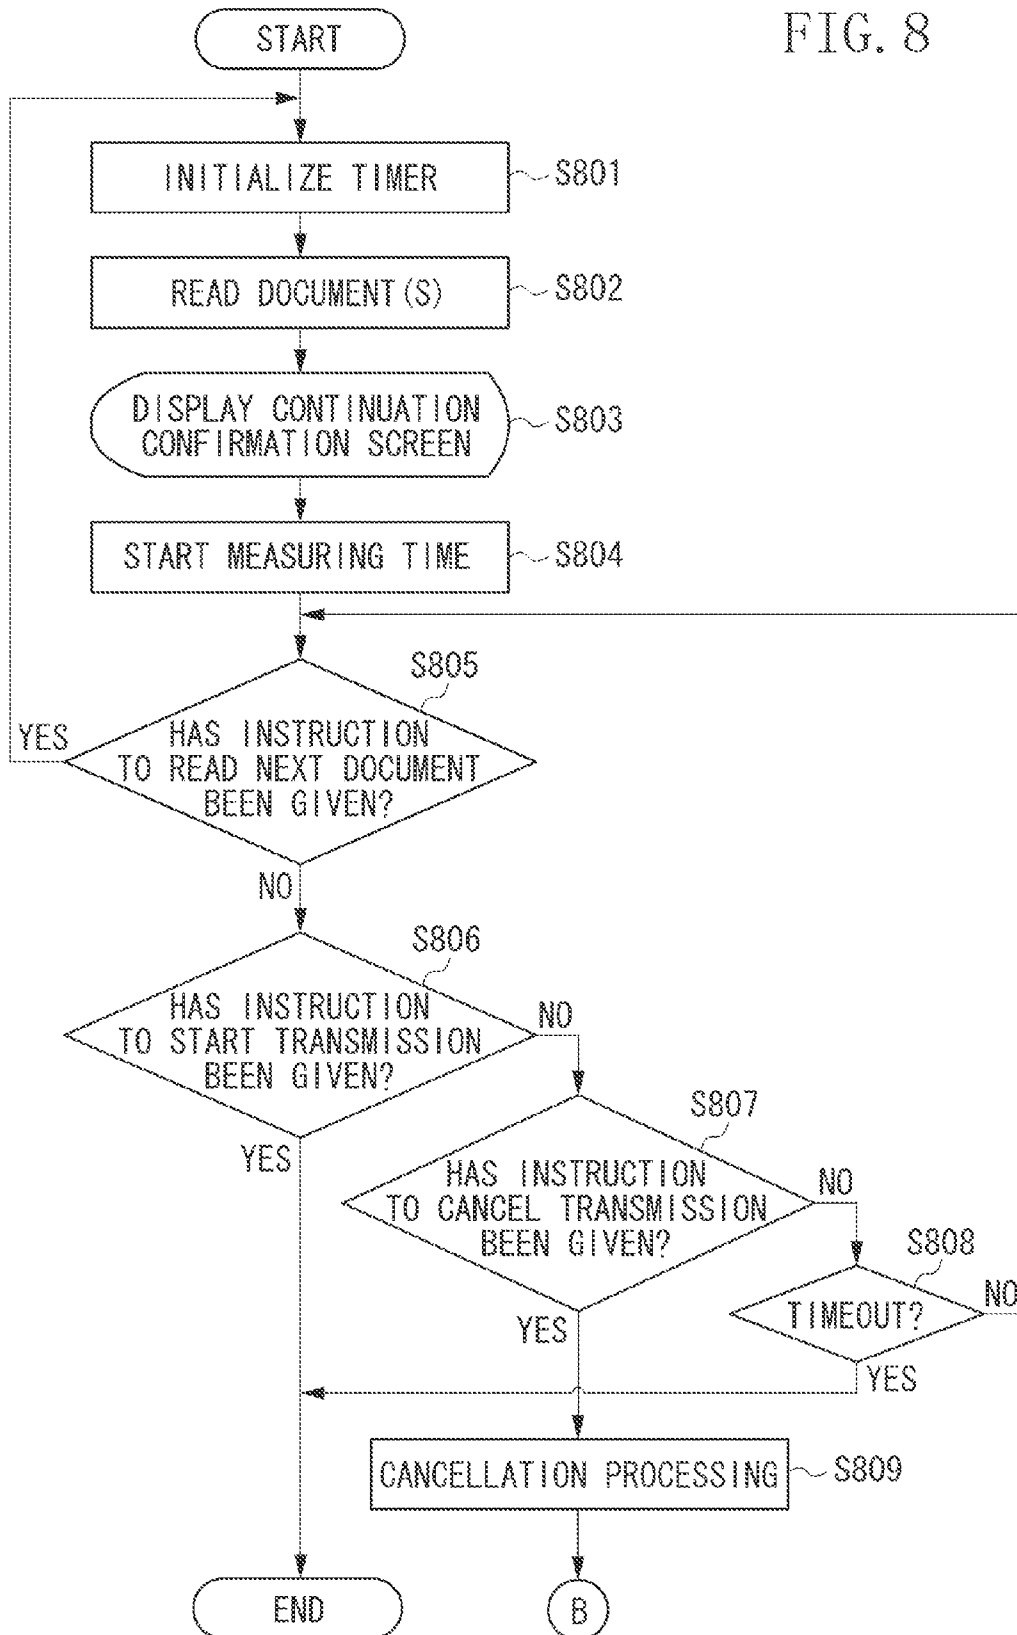 FIG. 8
START
INITIALIZE TIMER
S801
READ DOCUMENT(S)
S802
DISPLAY CONTINUATION
CONFIRMATION SCREEN
S803
START MEASURING TIME
S804
S805
HAS INSTRUCTION
TO READ NEXT DOCUMENT
BEEN GIVEN?
YES
NO
S806
HAS INSTRUCTION
TO START TRANSMISSION
BEEN GIVEN?
NO
YES
S807
HAS INSTRUCTION
TO CANCEL TRANSMISSION
BEEN GIVEN?
NO
YES
S808
TIMEOUT?
NO
YES
CANCELLATION PROCESSING
S809
END
B